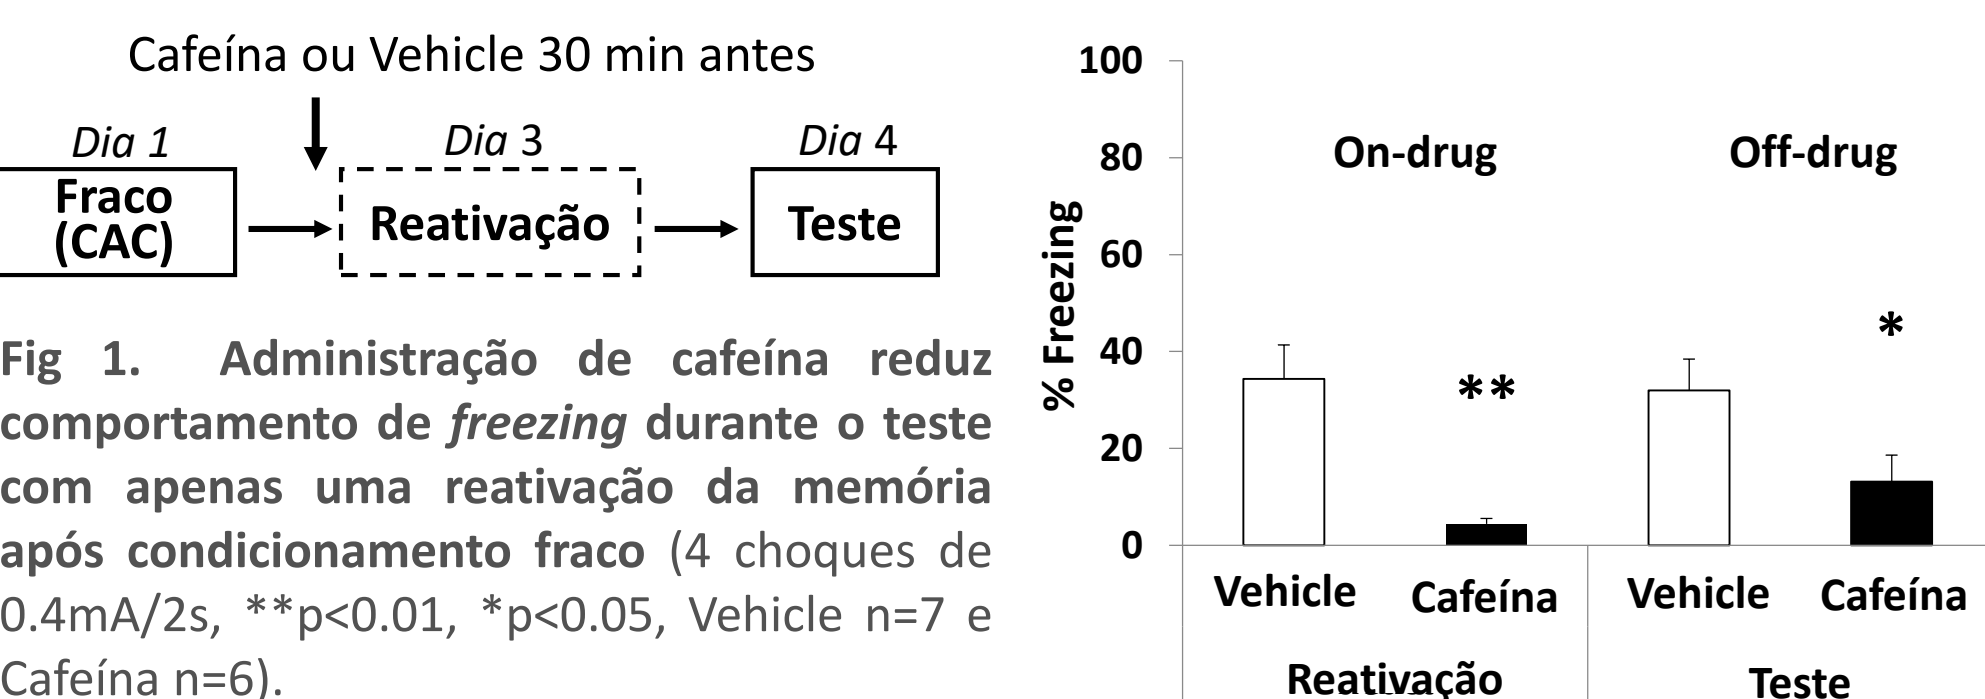 Cafeína ou Vehicle 30 min antes
Dia 1
Dia 3
Dia 4
Fraco
(CAC)
Reativação
Teste
Fig 1. Administração de cafeína reduz
comportamento de freezing durante o teste
com apenas uma reativação da memória
após condicionamento fraco (4 choques de
0.4mA/2s, **p<0.01, *p<0.05, Vehicle n=7 e
Cafeína n=6).
% Freezing
100
80
60
40
20
0
On-drug
Off-drug
**
*
Vehicle
Cafeína
Vehicle
Cafeína
Reativação
Teste